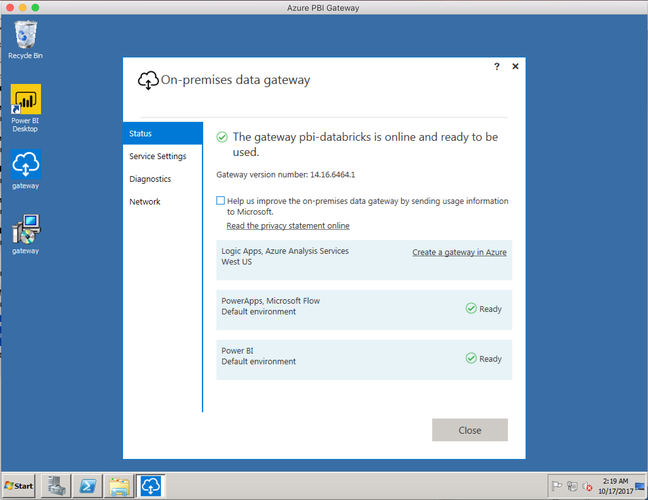 Azure PBI Gateway
Recycle Bin
Power BI
Desktop
gateway
gateway
? ×
On-premises data gateway
Status
Service Settings
Diagnostics
Network
The gateway pbi-databricks is online and ready to be
used.
Gateway version number: 14.16.6464.1
Help us improve the on-premises data gateway by sending usage information
to Microsoft.
Read the privacy statement online
Logic Apps, Azure Analysis Services
West US
Create a gateway in Azure
PowerApps, Microsoft Flow
Default environment
Ready
Power BI
Default environment
Ready
Close
Start
2:19 AM
10/17/2017